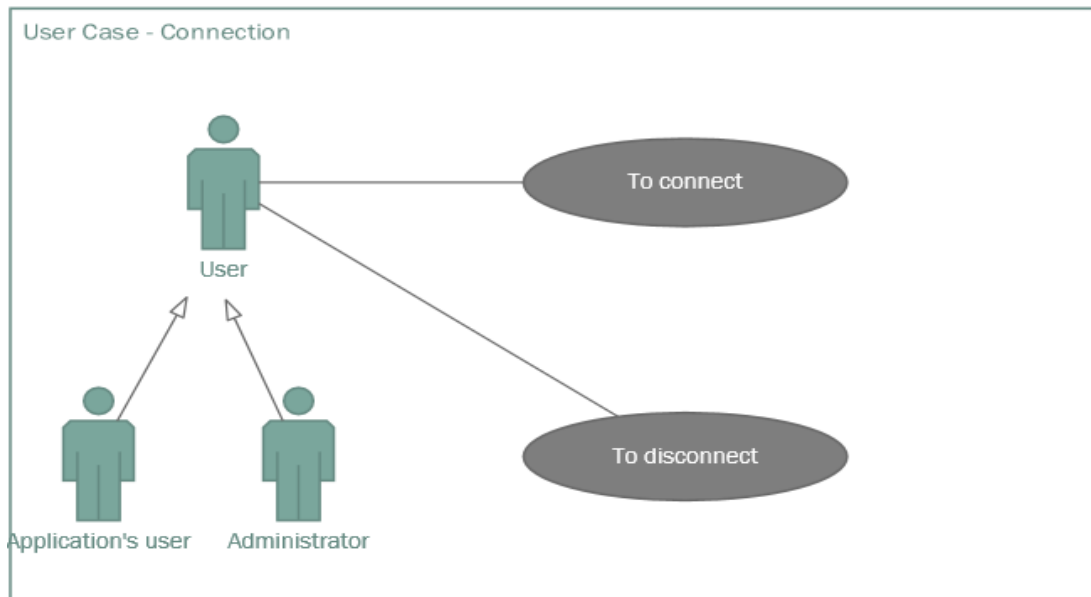 User Case - Connection
To connect
User
To disconnect
Application's user
Administrator